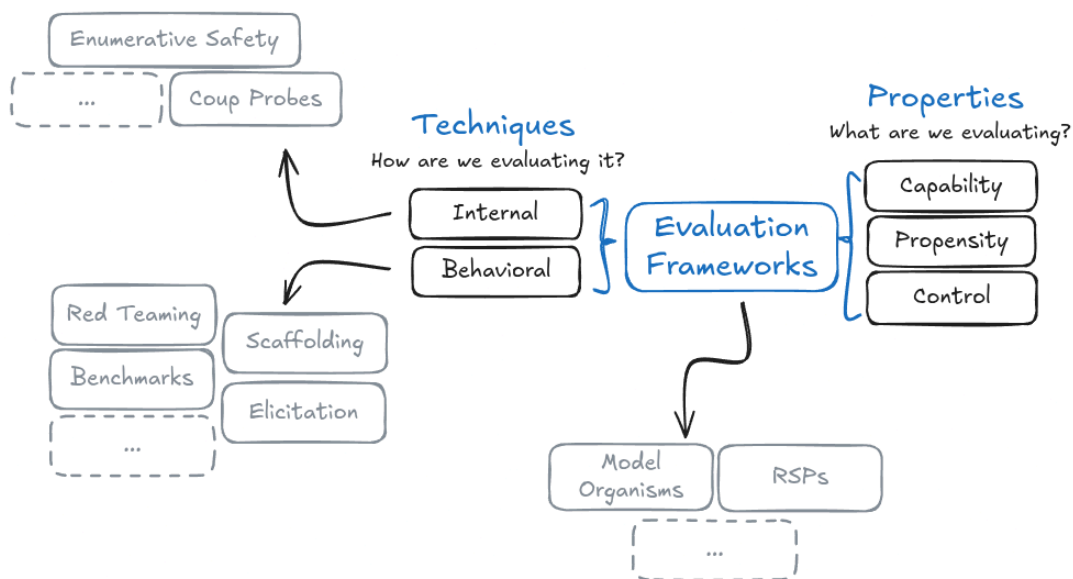 Enumerative Safety
...
Coup Probes
Techniques
How are we evaluating it?
Internal
Behavioral
Evaluation
Frameworks
Properties
What are we evaluating?
Capability
Propensity
Control
Red Teaming
Scaffolding
Benchmarks
Elicitation
...
Model
Organisms
RSPs
...